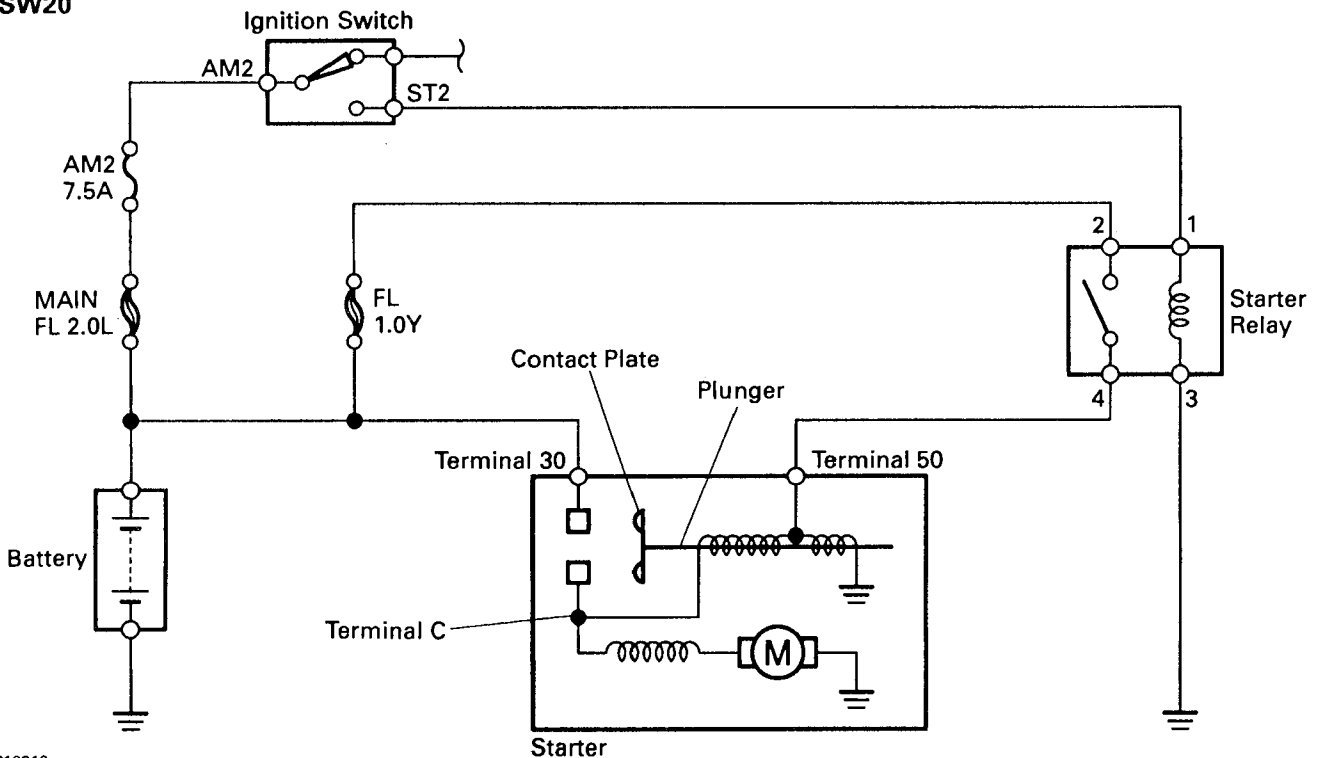 SW20
Ignition Switch
AM2
ST2
AM2
7.5A
2
1
MAIN
FL 2.0L
FL
1.0Y
Starter
Relay
Contact Plate
Plunger
4
3
Terminal 30
Terminal 50
Battery
Terminal C
M
Starter